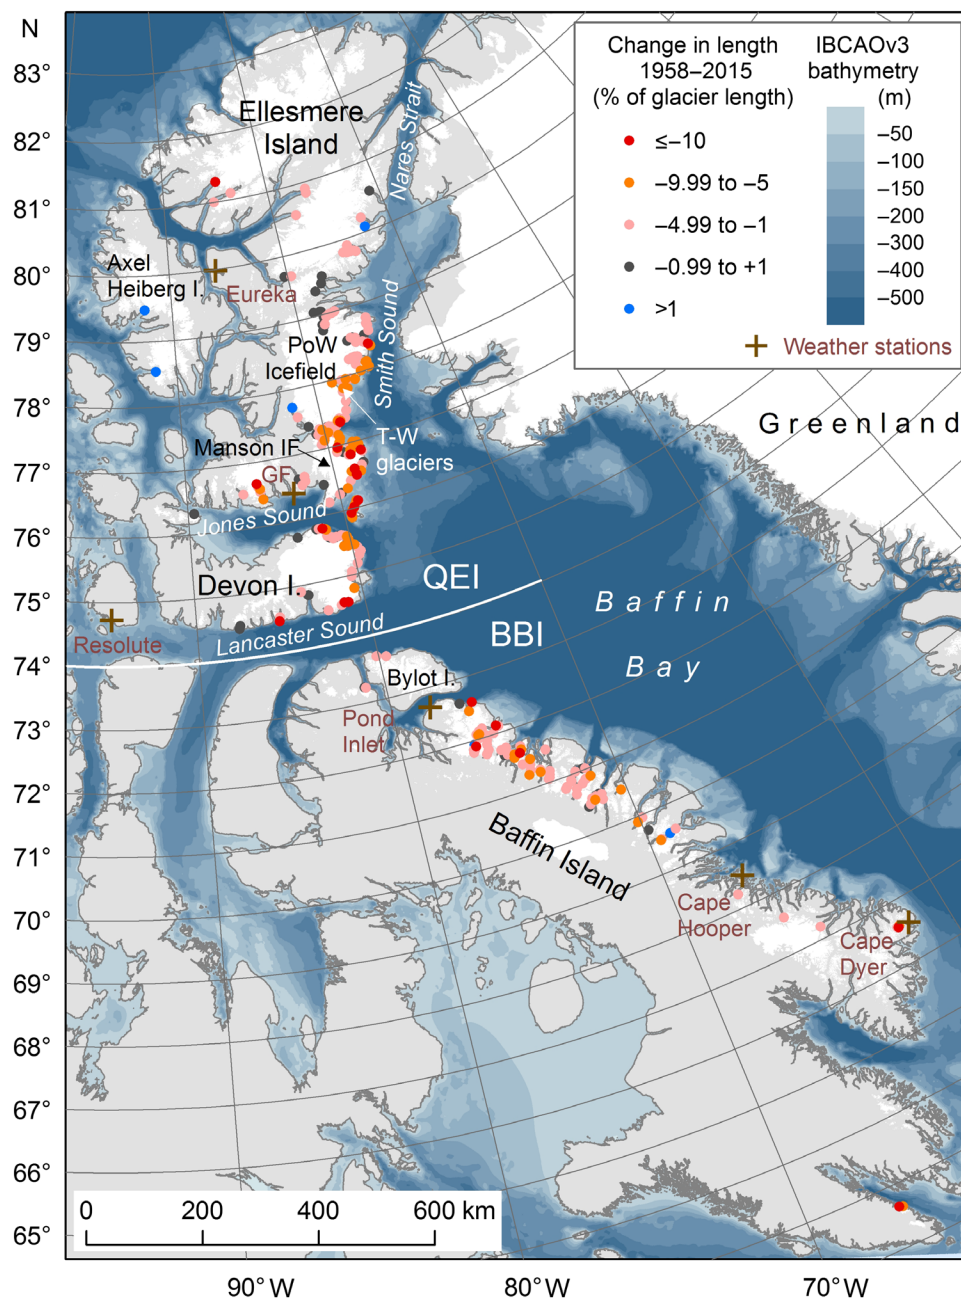 N
83°
82°
81°
80°
79°
78°
77°
76°
75°
74°
73°
72°
71°
70°
69°
68°
67°
66°
65°
90°W
80°W
70°W
Change in length
1958–2015
(% of glacier length)
≤–10
–9.99 to –5
–4.99 to –1
–0.99 to +1
>1
IBCAOv3
bathymetry
(m)
–50
–100
–150
–200
–300
–400
–500
Weather stations
Ellesmere
Island
Nares Strait
Axel
Heiberg I.
Eureka
PoW
Icefield
Smith Sound
Greenland
Manson IF
T-W
glaciers
GF
Jones Sound
Devon I.
QEI
Resolute
Lancaster Sound
BBI
Baffin
Bay
Bylot I.
Pond
Inlet
Baffin Island
Cape
Hooper
Cape
Dyer
0
200
400
600 km